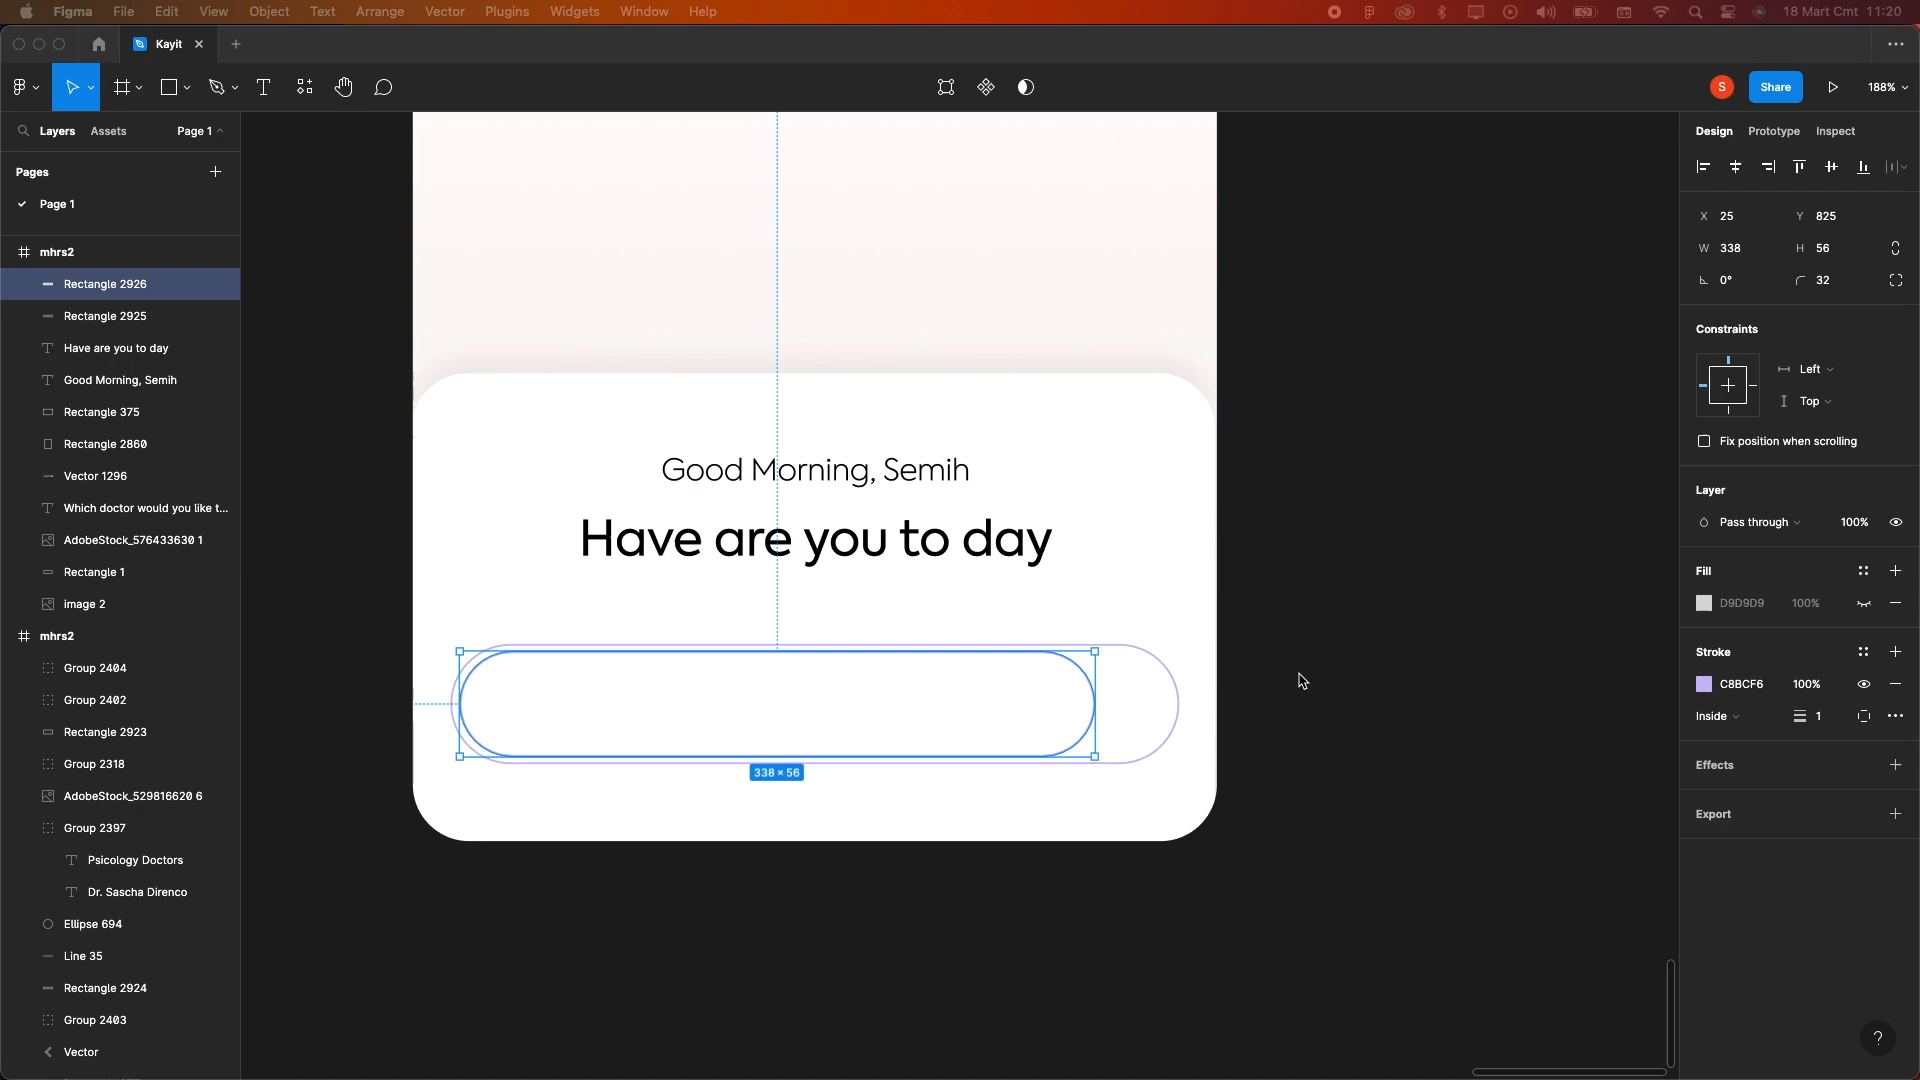 Figma File Edit View Object Text Arrange Vector Plugins Widgets Window Help 18 Mart Cmt 11:20
Kayit
S Share 188%
Layers Assets Page 1
Pages
Page 1
mhrs2
Rectangle 2926
Rectangle 2925
Have are you to day
Good Morning, Semih
Rectangle 375
Rectangle 2860
Vector 1296
Which doctor would you like t...
AdobeStock_576433630 1
Rectangle 1
image 2
mhrs2
Group 2404
Group 2402
Rectangle 2923
Group 2318
AdobeStock_529816620 6
Group 2397
Psicology Doctors
Dr. Sascha Direnco
Ellipse 694
Line 35
Rectangle 2924
Group 2403
Vector
Good Morning, Semih
Have are you to day
338 × 56
Design Prototype Inspect
X 25 Y 825
W 338 H 56
0° 32
Constraints
Left
Top
Fix position when scrolling
Layer
Pass through 100%
Fill
D9D9D9 100%
Stroke
C8BCF6 100%
Inside 1
Effects
Export
?